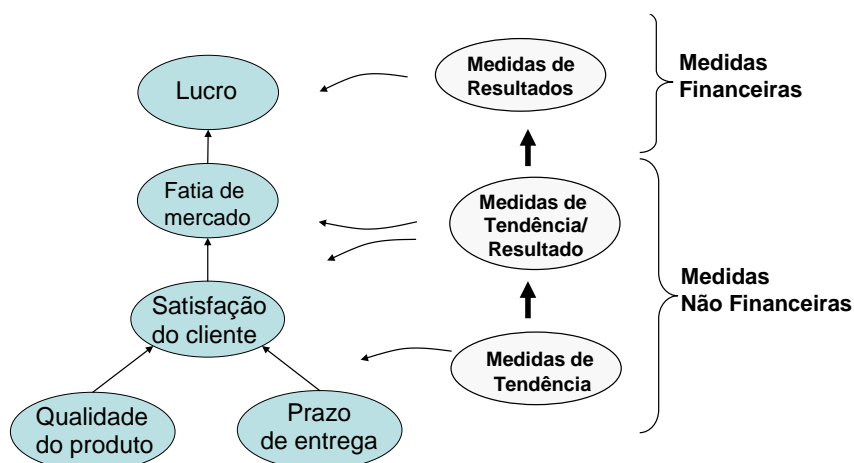 Lucro
Fatia de
mercado
Satisfação
do cliente
Qualidade
do produto
Prazo
de entrega
Medidas de
Resultados
Medidas de
Tendência/
Resultado
Medidas de
Tendência
Medidas
Financeiras
Medidas
Não Financeiras